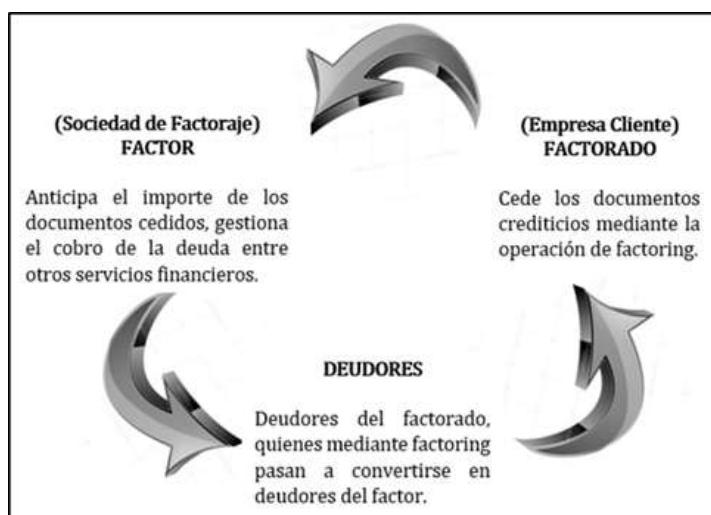 (Sociedad de Factoraje)
FACTOR
Anticipa el importe de los
documentos cedidos, gestiona
el cobro de la deuda entre
otros servicios financieros.
(Empresa Cliente)
FACTORADO
Cede los documentos
crediticios mediante la
operación de factoring.
DEUDORES
Deudores del factorado,
quienes mediante factoring
pasan a convertirse en
deudores del factor.